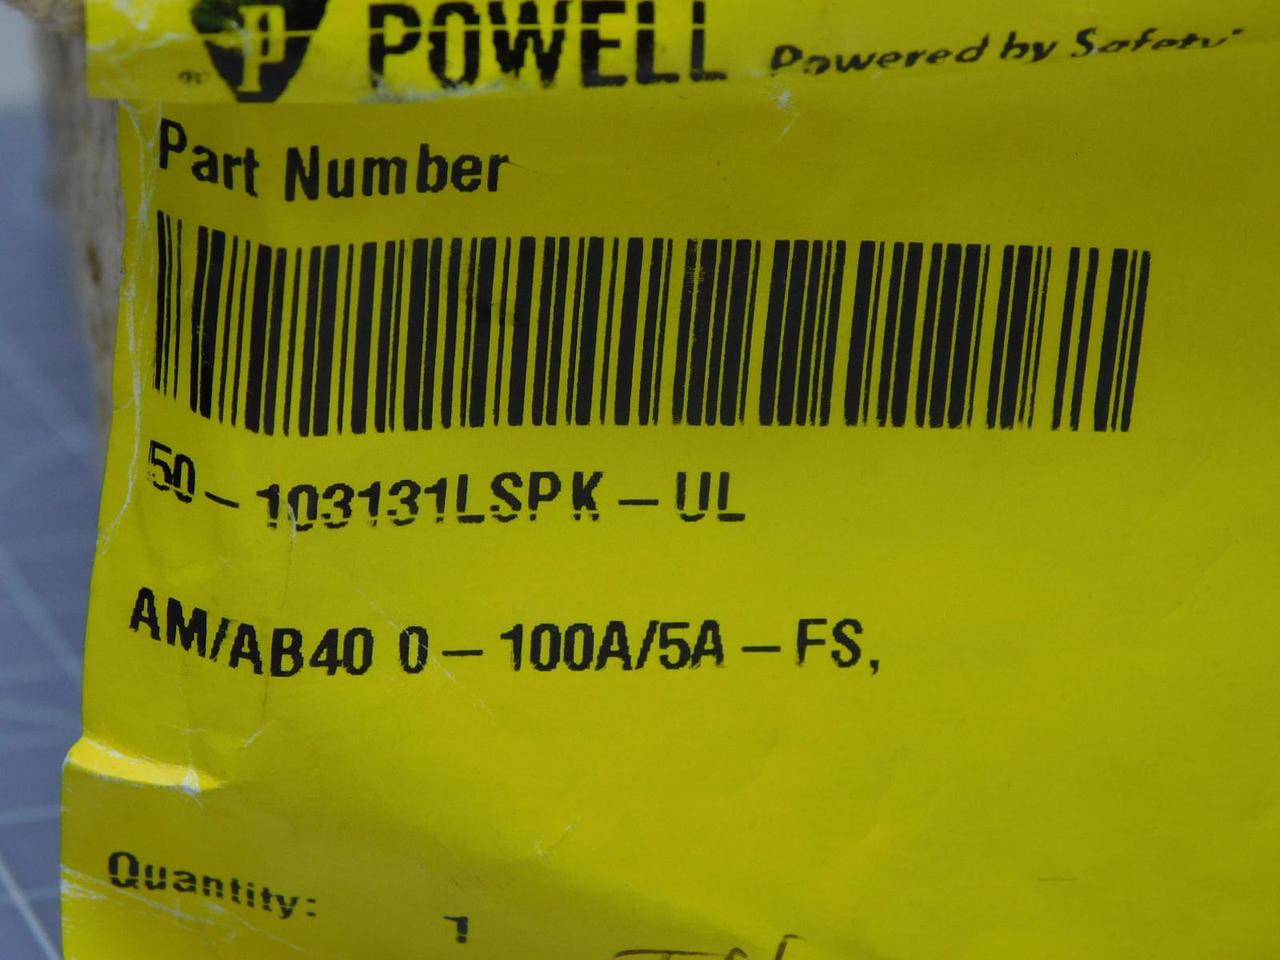 P POWELL Powered by Safety
Part Number
50-103131LSPK-UL
AM/AB40 0-100A/5A-FS,
Quantity: 1